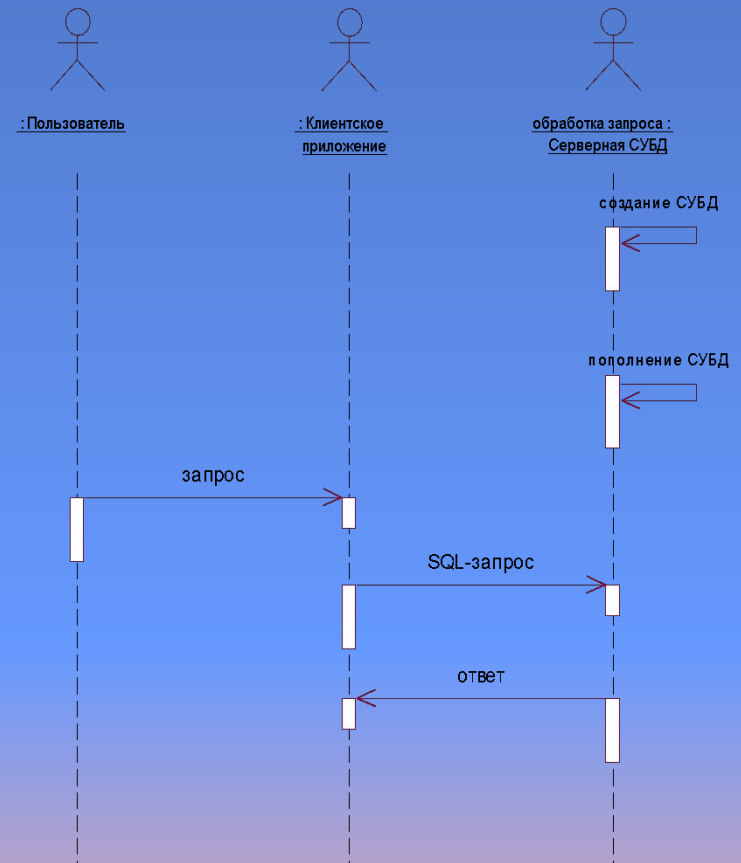 : Пользователь
: Клиентское
приложение
обработка запроса :
Серверная СУБД
создание СУБД
пополнение СУБД
запрос
SQL-запрос
ответ